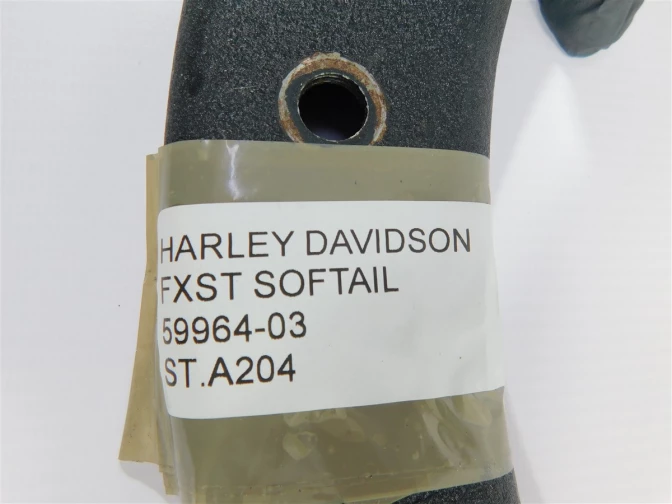 HARLEY DAVIDSON
FXST SOFTAIL
59964-03
ST.A204